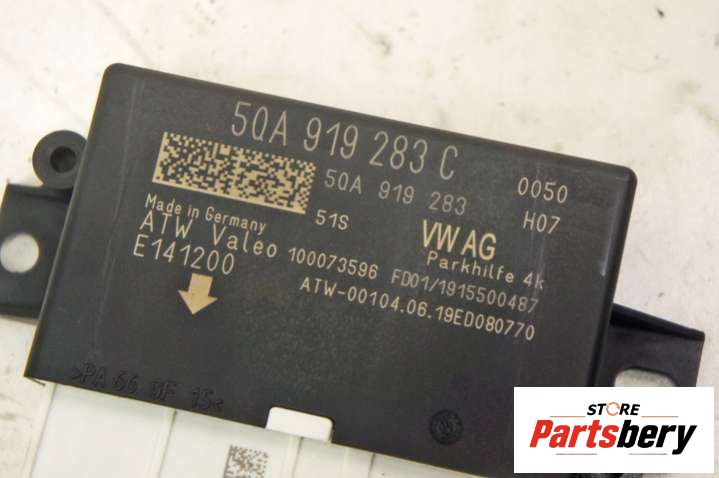 5QA 919 283 C
5QA 919 283
0050
51S
H07
Made in Germany
VW AG
ATW Valeo
100073596
Parkhilfe 4k
E141200
FD01/1915500487
ATW-00104.06.19ED080770
>PA 66 GF 15<
STORE
Partsbery